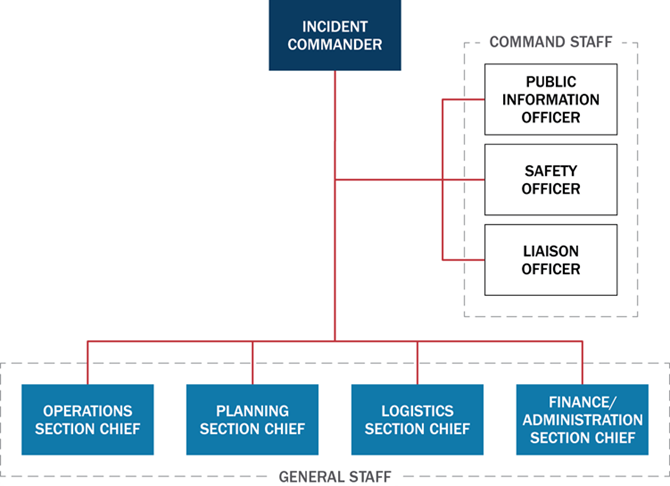 INCIDENT
COMMANDER
COMMAND STAFF
PUBLIC
INFORMATION
OFFICER
SAFETY
OFFICER
LIAISON
OFFICER
OPERATIONS
SECTION CHIEF
PLANNING
SECTION CHIEF
LOGISTICS
SECTION CHIEF
FINANCE/
ADMINISTRATION
SECTION CHIEF
GENERAL STAFF